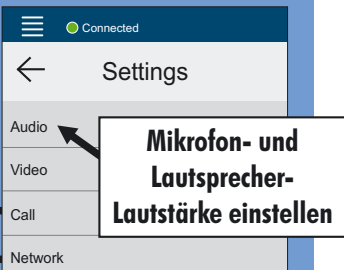 Connected
Settings
Audio
Mikrofon- und
Lautsprecher-
Lautstärke einstellen
Video
Call
Network